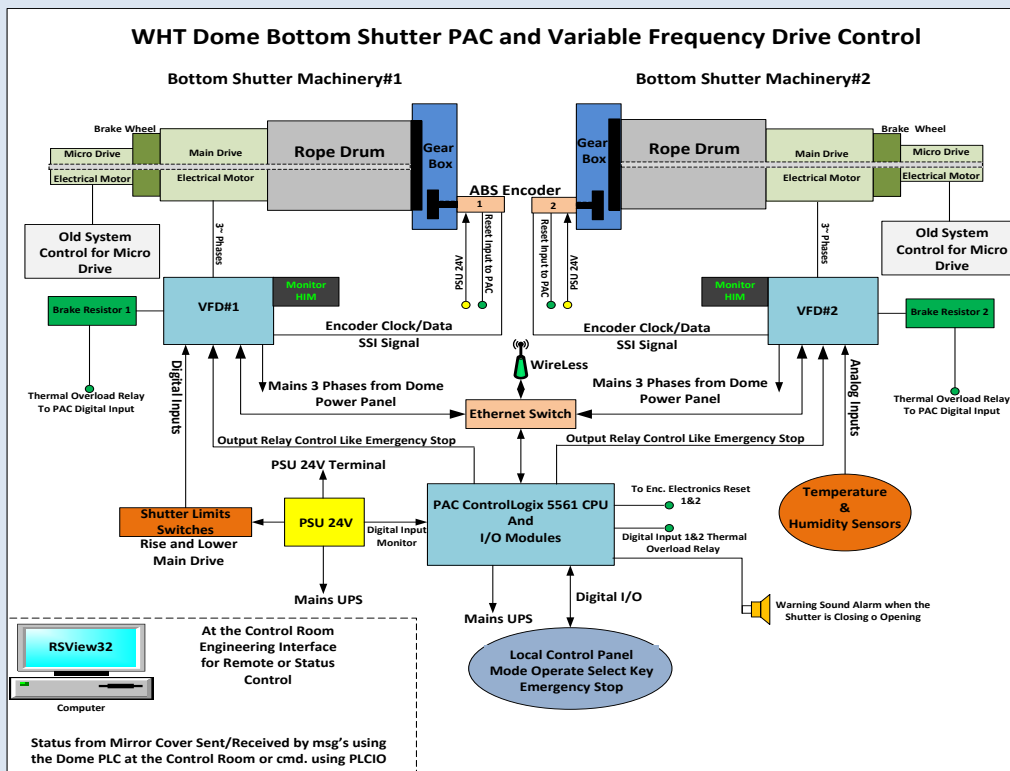 WHT Dome Bottom Shutter PAC and Variable Frequency Drive Control
Bottom Shutter Machinery#1
Bottom Shutter Machinery#2
Brake Wheel
Micro Drive
Electrical Motor
Main Drive
Electrical Motor
Rope Drum
Gear
Box
ABS Encoder
1
2
Gear
Box
Rope Drum
Main Drive
Electrical Motor
Brake Wheel
Micro Drive
Electrical Motor
Old System
Control for Micro
Drive
3~ Phases
PSU 24V
Reset Input to PAC
Reset Input to PAC
PSU 24V
3~ Phases
Old System
Control for Micro
Drive
Brake Resistor 1
VFD#1
Monitor
HIM
Encoder Clock/Data
SSI Signal
WireLess
Encoder Clock/Data
SSI Signal
Monitor
HIM
VFD#2
Brake Resistor 2
Thermal Overload Relay
To PAC Digital Input
Digital Inputs
Mains 3 Phases from Dome
Power Panel
Ethernet Switch
Mains 3 Phases from Dome
Power Panel
Analog Inputs
Thermal Overload Relay
To PAC Digital Input
Output Relay Control Like Emergency Stop
Output Relay Control Like Emergency Stop
PSU 24V Terminal
Shutter Limits
Switches
Rise and Lower
Main Drive
PSU 24V
Digital Input
Monitor
PAC ControlLogix 5561 CPU
And
I/O Modules
To Enc. Electronics Reset
1&2
Digital Input 1&2 Thermal
Overload Relay
Temperature
&
Humidity Sensors
Mains UPS
Mains UPS
Digital I/O
Warning Sound Alarm when the
Shutter is Closing o Opening
Local Control Panel
Mode Operate Select Key
Emergency Stop
RSView32
Computer
At the Control Room
Engineering Interface
for Remote or Status
Control
Status from Mirror Cover Sent/Received by msg's using
the Dome PLC at the Control Room or cmd. using PLCIO